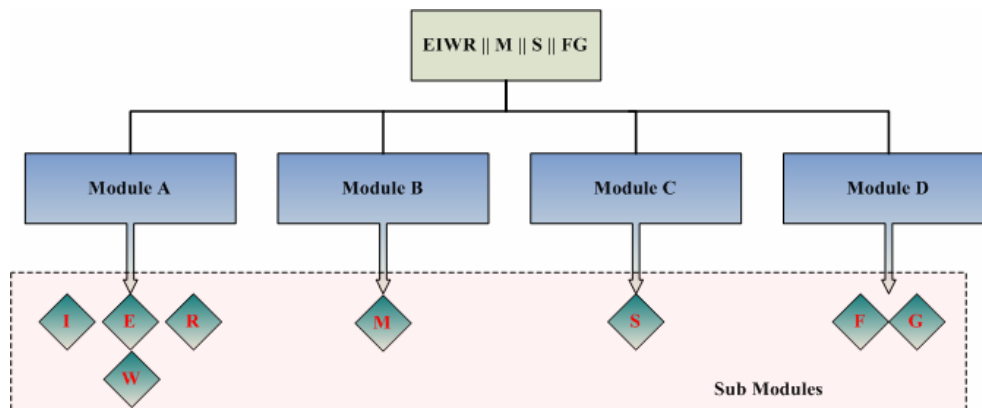 EIWR || M || S || FG
Module A
Module B
Module C
Module D
I
E
R
M
S
F
G
W
Sub Modules